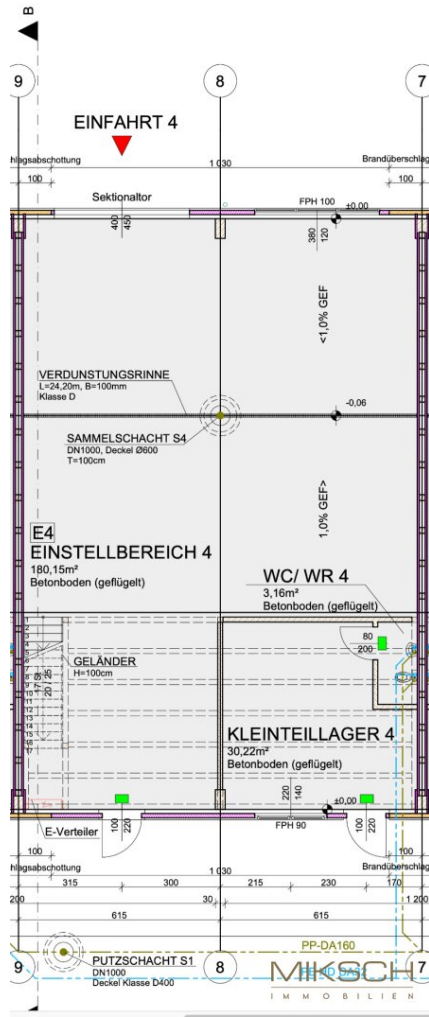 B
9
8
7
EINFAHRT 4
hlagsabschottung
1 030
Brandüberschlag
100
100
Sektionaltor
FPH 100
±0,00
400
450
380
120
<1,0% GEF
VERDUNSTUNGSRINNE
L=24,20m, B=100mm
Klasse D
-0,06
SAMMELSCHACHT S4
DN1000, Deckel Ø600
T=100cm
1,0% GEF>
E4
EINSTELLBEREICH 4
180,15m²
Betonboden (geflügelt)
WC/ WR 4
3,16m²
Betonboden (geflügelt)
80
200
GELÄNDER
H=100cm
17 St
20 / 25
KLEINTEILLAGER 4
30,22m²
Betonboden (geflügelt)
220
140
±0,00
E-Verteiler
100
220
FPH 90
100
220
100
100
hlagsabschottung
1 030
Brandüberschlag
315
300
215
230
170
200
30
1 200
615
615
PP-DA160
9
8
7
PUTZSCHACHT S1
DN1000
Deckel Klasse D400
MIKSCH
IMMOBILIEN